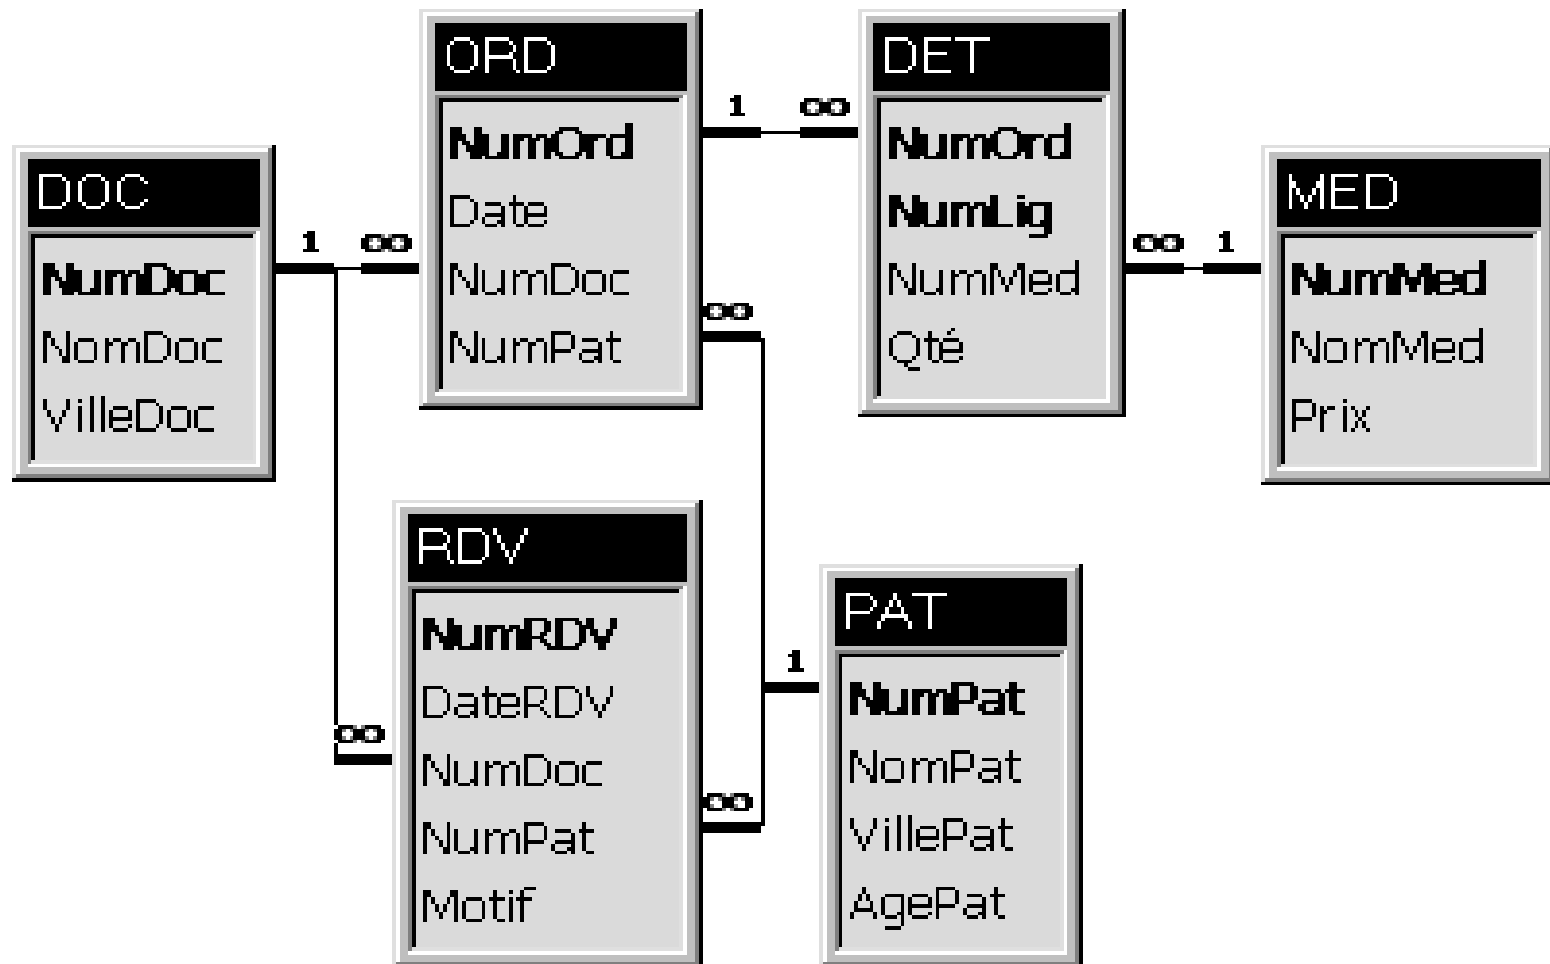 DOC
NumDoc
NomDoc
VilleDoc
1
∞
ORD
NumOrd
Date
NumDoc
NumPat
1
∞
DET
NumOrd
NumLig
NumMed
Qté
∞
1
MED
NumMed
NomMed
Prix
∞
RDV
NumRDV
DateRDV
NumDoc
NumPat
Motif
∞
∞
1
PAT
NumPat
NomPat
VillePat
AgePat